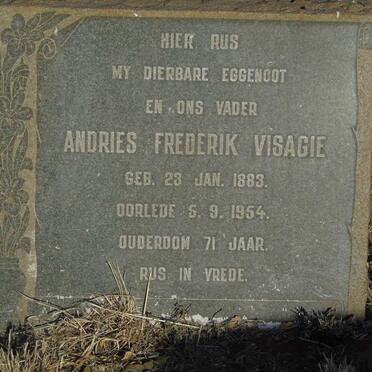 HIER RUS
MY DIERBARE EGGENOOT
EN ONS VADER
ANDRIES FREDERIK VISAGIE
GEB. 23 JAN. 1883.
OORLEDE 5. 9. 1954.
OUDERDOM 71 JAAR.
RUS IN VREDE.